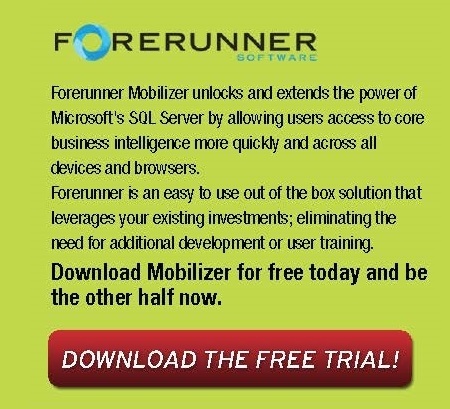 FORERUNNER
SOFTWARE
Forerunner Mobilizer unlocks and extends the power of
Microsoft's SQL Server by allowing users access to core
business intelligence more quickly and across all
devices and browsers.
Forerunner is an easy to use out of the box solution that
leverages your existing investments; eliminating the
need for additional development or user training.
Download Mobilizer for free today and be
the other half now.
DOWNLOAD THE FREE TRIAL!